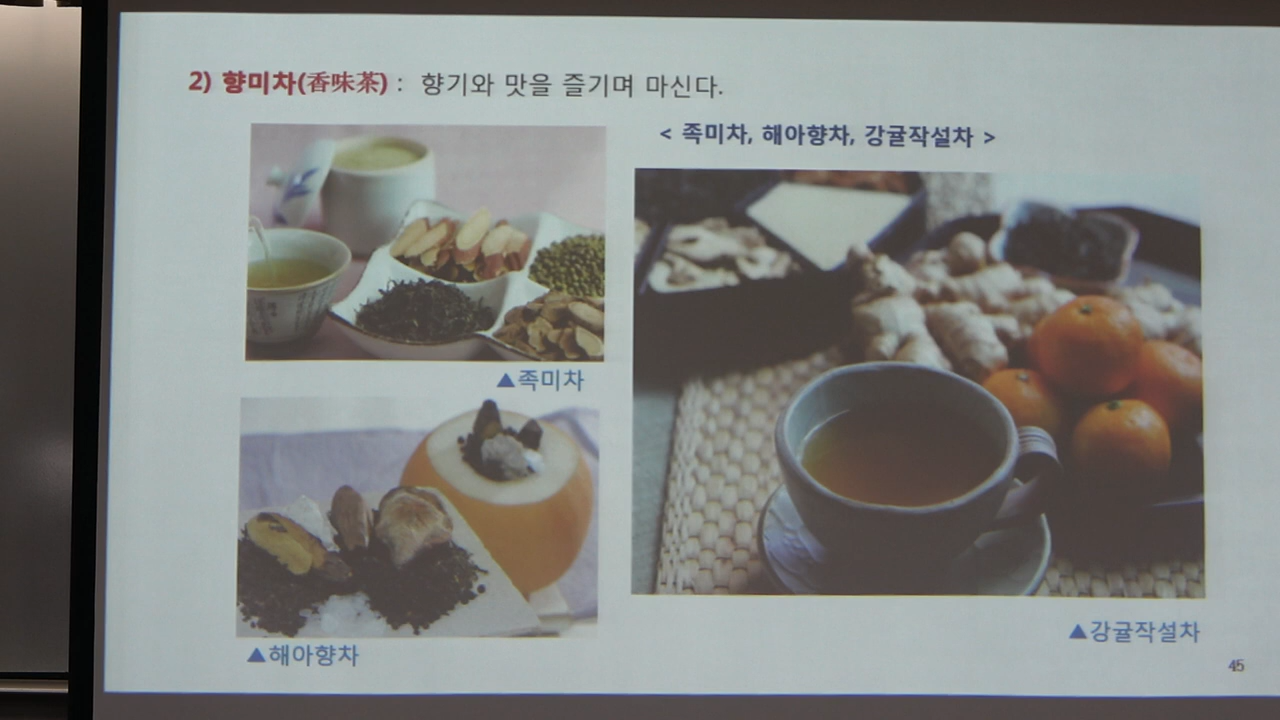 2) 향미차(香味茶) : 향기와 맛을 즐기며 마신다.
< 족미차, 해아향차, 강귤작설차 >
▲족미차
▲해아향차
▲강귤작설차
45